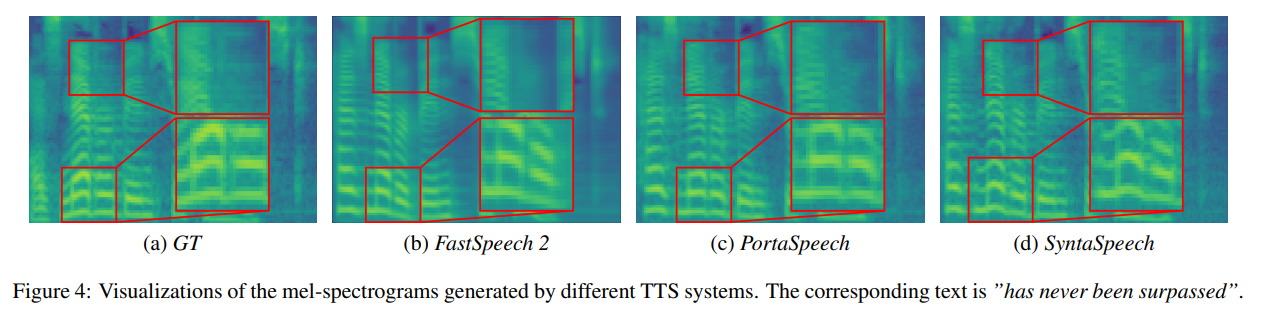 (a) GT (b) FastSpeech 2 (c) PortaSpeech (d) SyntaSpeech
Figure 4: Visualizations of the mel-spectrograms generated by different TTS systems. The corresponding text is ”has never been surpassed”.